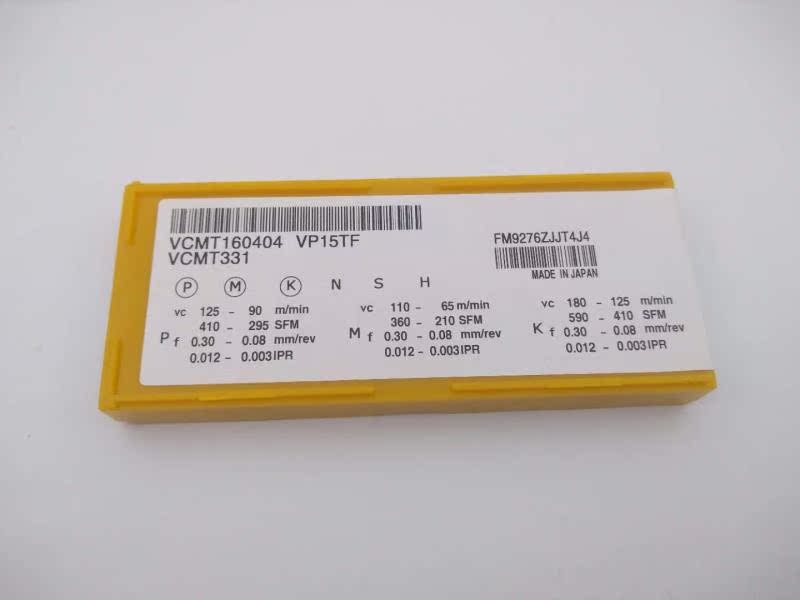 VCMT160404 VP15TF
VCMT331
FM9276ZJJT4J4
MADE IN JAPAN
P M K N S H
P
vc 125 - 90 m/min
410 - 295 SFM
f 0.30 - 0.08 mm/rev
0.012 - 0.003IPR
M
vc 110 - 65 m/min
360 - 210 SFM
f 0.30 - 0.08 mm/rev
0.012 - 0.003IPR
K
vc 180 - 125 m/min
590 - 410 SFM
f 0.30 - 0.08 mm/rev
0.012 - 0.003IPR